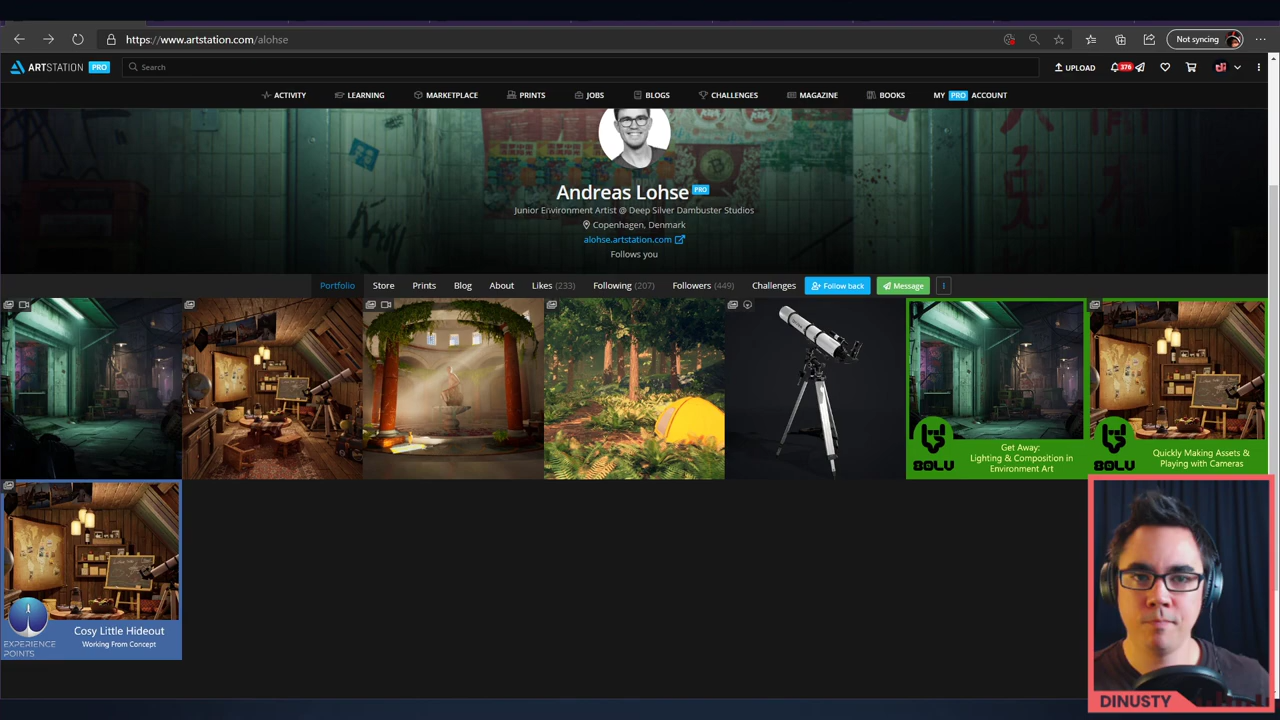 https://www.artstation.com/alohse
Not syncing
ARTSTATION PRO
Search
UPLOAD
376
ACTIVITY
LEARNING
MARKETPLACE
PRINTS
JOBS
BLOGS
CHALLENGES
MAGAZINE
BOOKS
MY PRO ACCOUNT
Andreas Lohse PRO
Junior Environment Artist @ Deep Silver Dambuster Studios
Copenhagen, Denmark
alohse.artstation.com
Follows you
Portfolio
Store
Prints
Blog
About
Likes (233)
Following (207)
Followers (449)
Challenges
Follow back
Message
80LV
Get Away:
Lighting & Composition in
Environment Art
80LV
Quickly Making Assets &
Playing with Cameras
EXPERIENCE
POINTS
Cosy Little Hideout
Working From Concept
DINUSTY